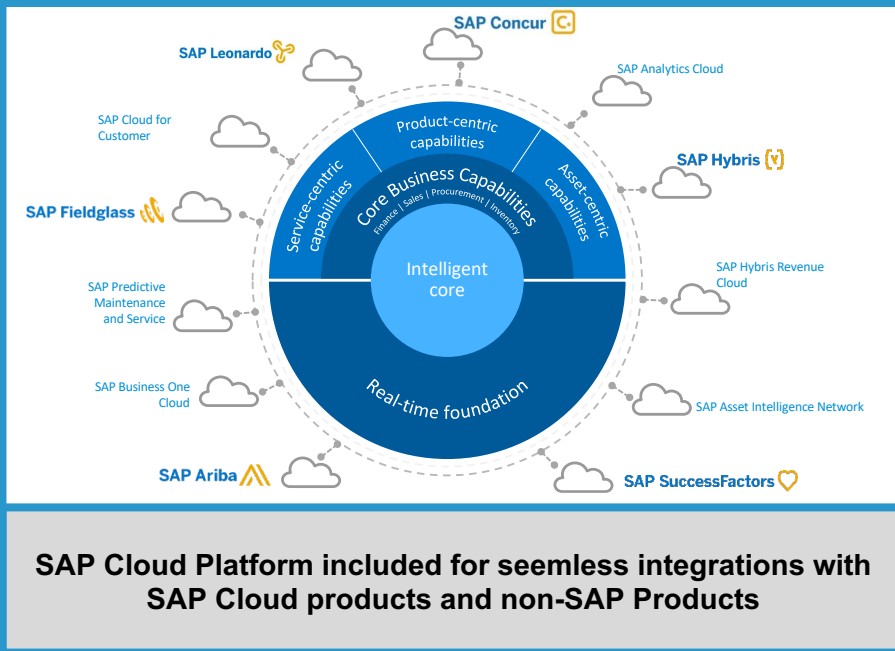 SAP Concur
SAP Leonardo
SAP Analytics Cloud
SAP Cloud for
Customer
SAP Hybris
SAP Fieldglass
SAP Hybris Revenue
Cloud
SAP Predictive
Maintenance
and Service
SAP Business One
Cloud
SAP Asset Intelligence Network
SAP Ariba
SAP SuccessFactors
Service-centric
capabilities
Product-centric
capabilities
Asset-centric
capabilities
Core Business Capabilities
Finance | Sales | Procurement | Inventory
Intelligent
core
Real-time foundation
SAP Cloud Platform included for seemless integrations with
SAP Cloud products and non-SAP Products